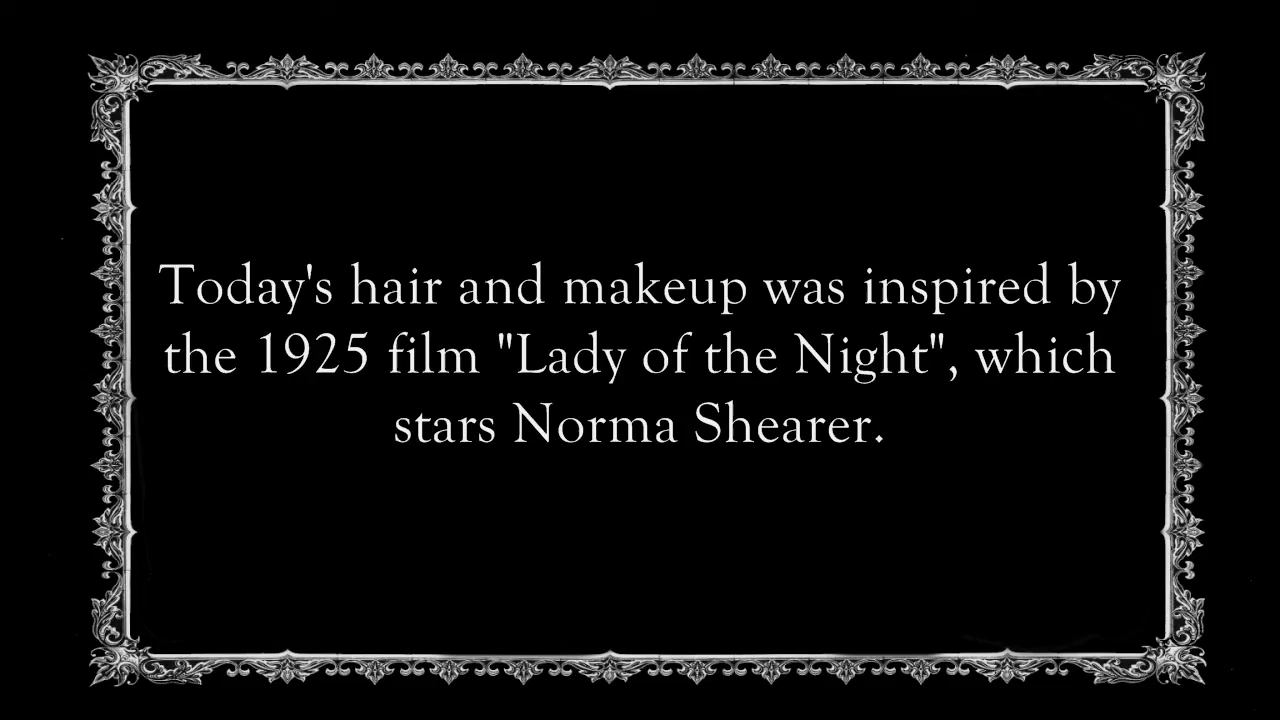 Today's hair and makeup was inspired by
the 1925 film "Lady of the Night", which
stars Norma Shearer.